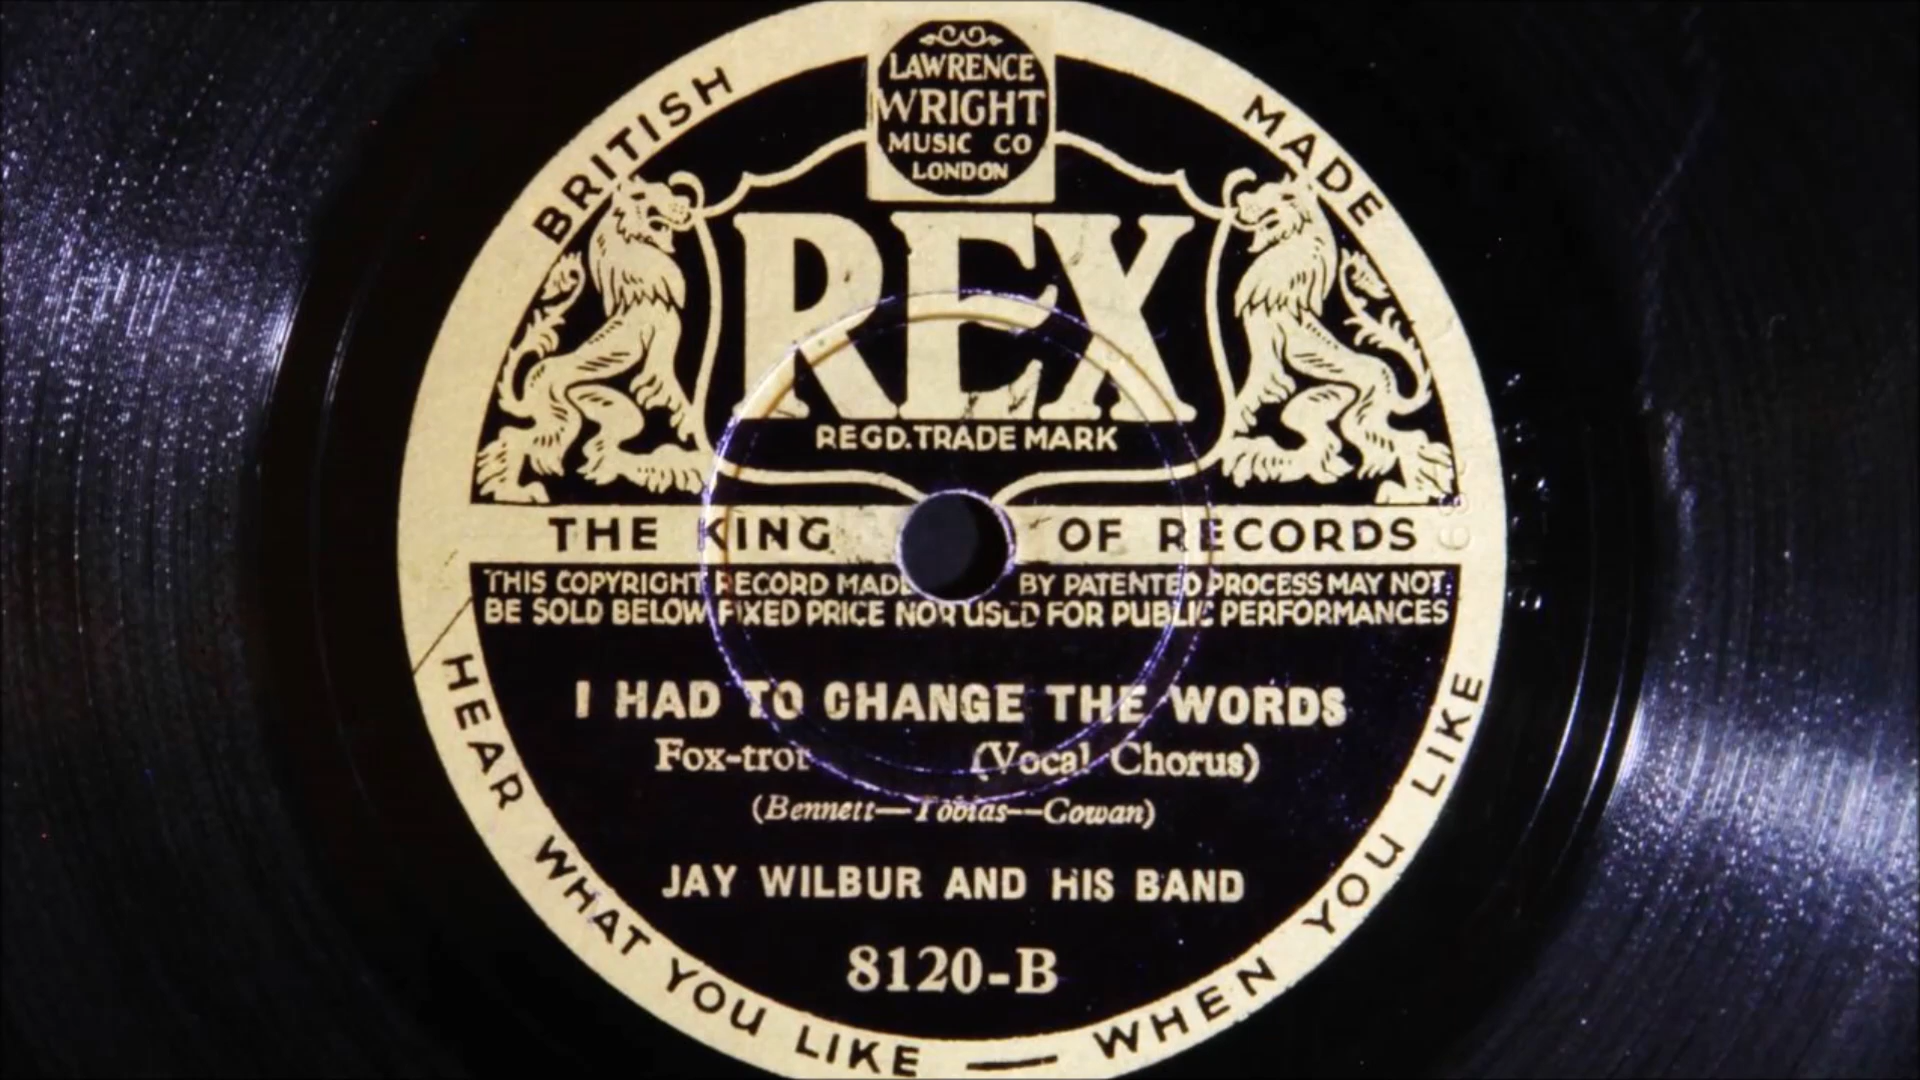 LAWRENCE
WRIGHT
MUSIC CO
LONDON
BRITISH MADE
REX
REGD. TRADE MARK
THE KING OF RECORDS
THIS COPYRIGHT RECORD MADE BY PATENTED PROCESS MAY NOT
BE SOLD BELOW FIXED PRICE NOR USED FOR PUBLIC PERFORMANCES
I HAD TO CHANGE THE WORDS
Fox-trot (Vocal Chorus)
(Bennett—Tobias—Cowan)
JAY WILBUR AND HIS BAND
8120-B
HEAR WHAT YOU LIKE — WHEN YOU LIKE